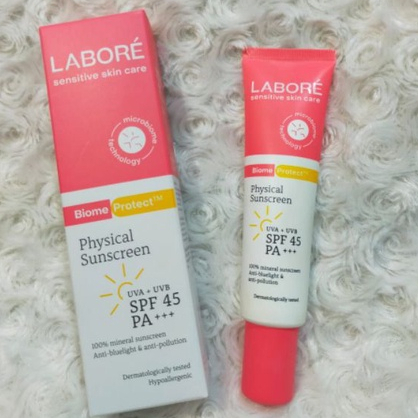 LABORÉ
sensitive skin care
microbiome
technology
Biome Protect™
Physical
Sunscreen
UVA + UVB
SPF 45
PA +++
100% mineral sunscreen
Anti-bluelight & anti-pollution
Dermatologically tested
Hypoallergenic
LABORÉ
sensitive skin care
microbiome
technology
Biome Protect™
Physical
Sunscreen
UVA + UVB
SPF 45
PA +++
100% mineral sunscreen
Anti-bluelight &
anti-pollution
Dermatologically tested